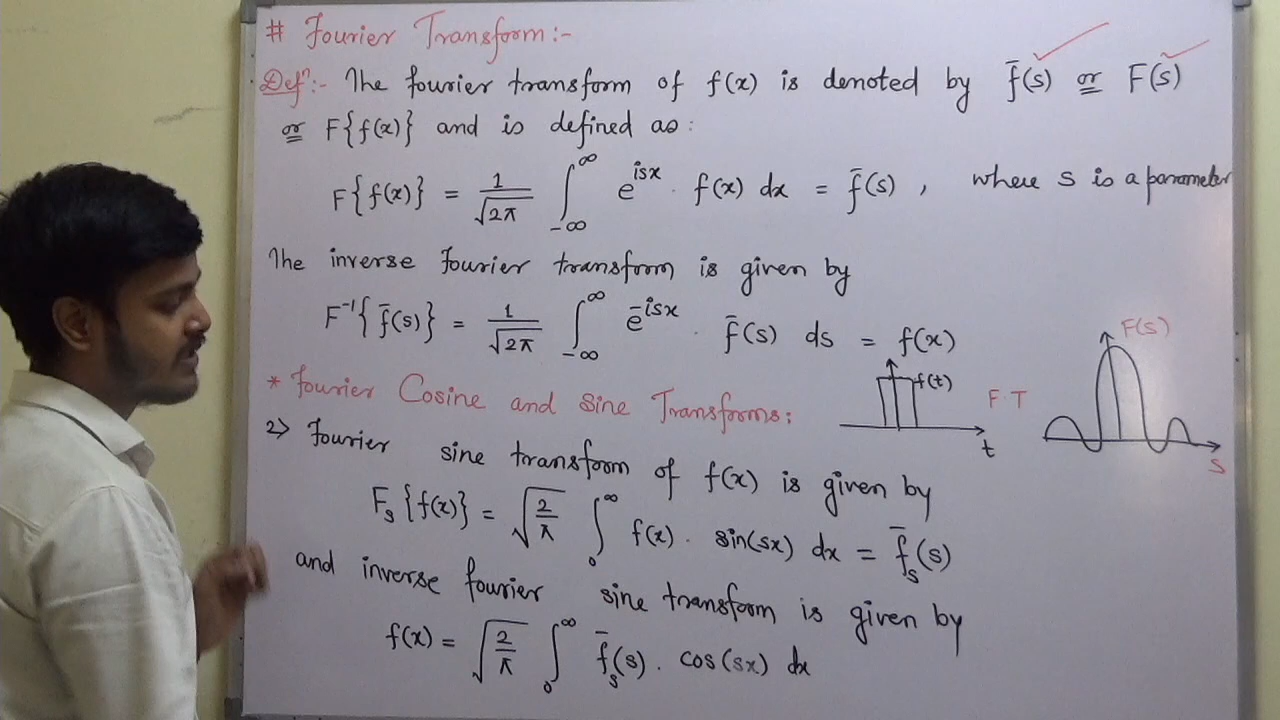 # Fourier Transform:-
Defⁿ:- The fourier transform of f(x) is denoted by f̄(s) or F(s)
or F{f(x)} and is defined as:
F{f(x)} = 1/√2π ∫_{-∞}^{∞} e^{isx} . f(x) dx = f̄(s) , where s is a parameter
The inverse fourier transform is given by
F⁻¹{f̄(s)} = 1/√2π ∫_{-∞}^{∞} e^{-isx} . f̄(s) ds = f(x)
f(t)
t
F.T
F(s)
s
* Fourier Cosine and Sine Transforms:
2> Fourier sine transform of f(x) is given by
F_s{f(x)} = √(2/π) ∫_0^∞ f(x) . sin(sx) dx = f̄_s(s)
and inverse fourier sine transform is given by
f(x) = √(2/π) ∫_0^∞ f̄_s(s) . cos(sx) dx